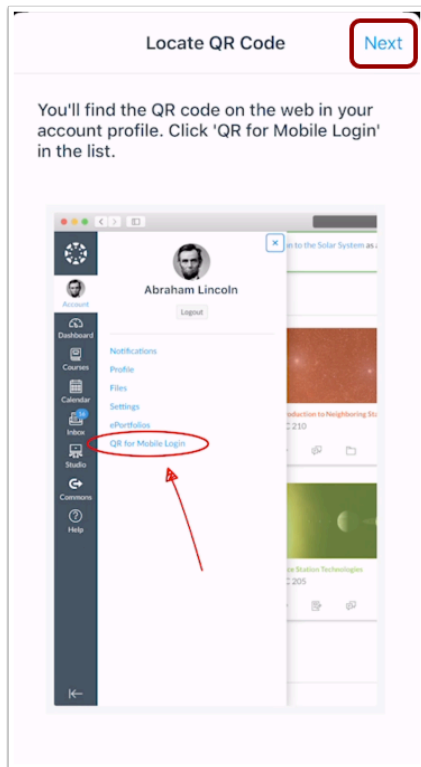 Locate QR Code
Next
You'll find the QR code on the web in your
account profile. Click 'QR for Mobile Login'
in the list.
Abraham Lincoln
Logout
Account
Dashboard
Courses
Calendar
16
Inbox
Studio
Commons
Help
Notifications
Profile
Files
Settings
ePortfolios
QR for Mobile Login
to the Solar System as
to Neighboring
210
Station Technologies
205